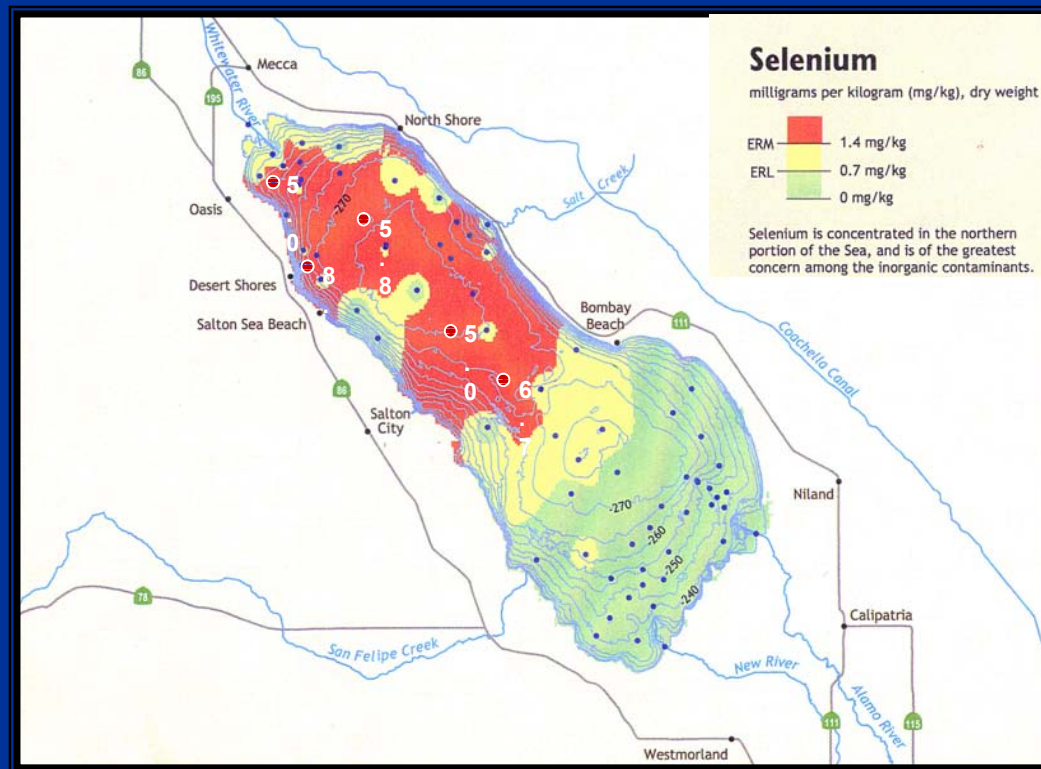 Selenium
milligrams per kilogram (mg/kg), dry weight
ERM
1.4 mg/kg
ERL
0.7 mg/kg
0 mg/kg
Selenium is concentrated in the northern
portion of the Sea, and is of the greatest
concern among the inorganic contaminants.
Whitewater River
86
Mecca
195
North Shore
Salt Creek
Oasis
-270
5
.
0
5
.
8
8
Desert Shores
Salton Sea Beach
Bombay
Beach
111
Coachella Canal
5
.
0
6
.
7
86
Salton
City
Niland
-270
-260
-250
-240
78
San Felipe Creek
Calipatria
New River
Alamo River
111
115
Westmorland